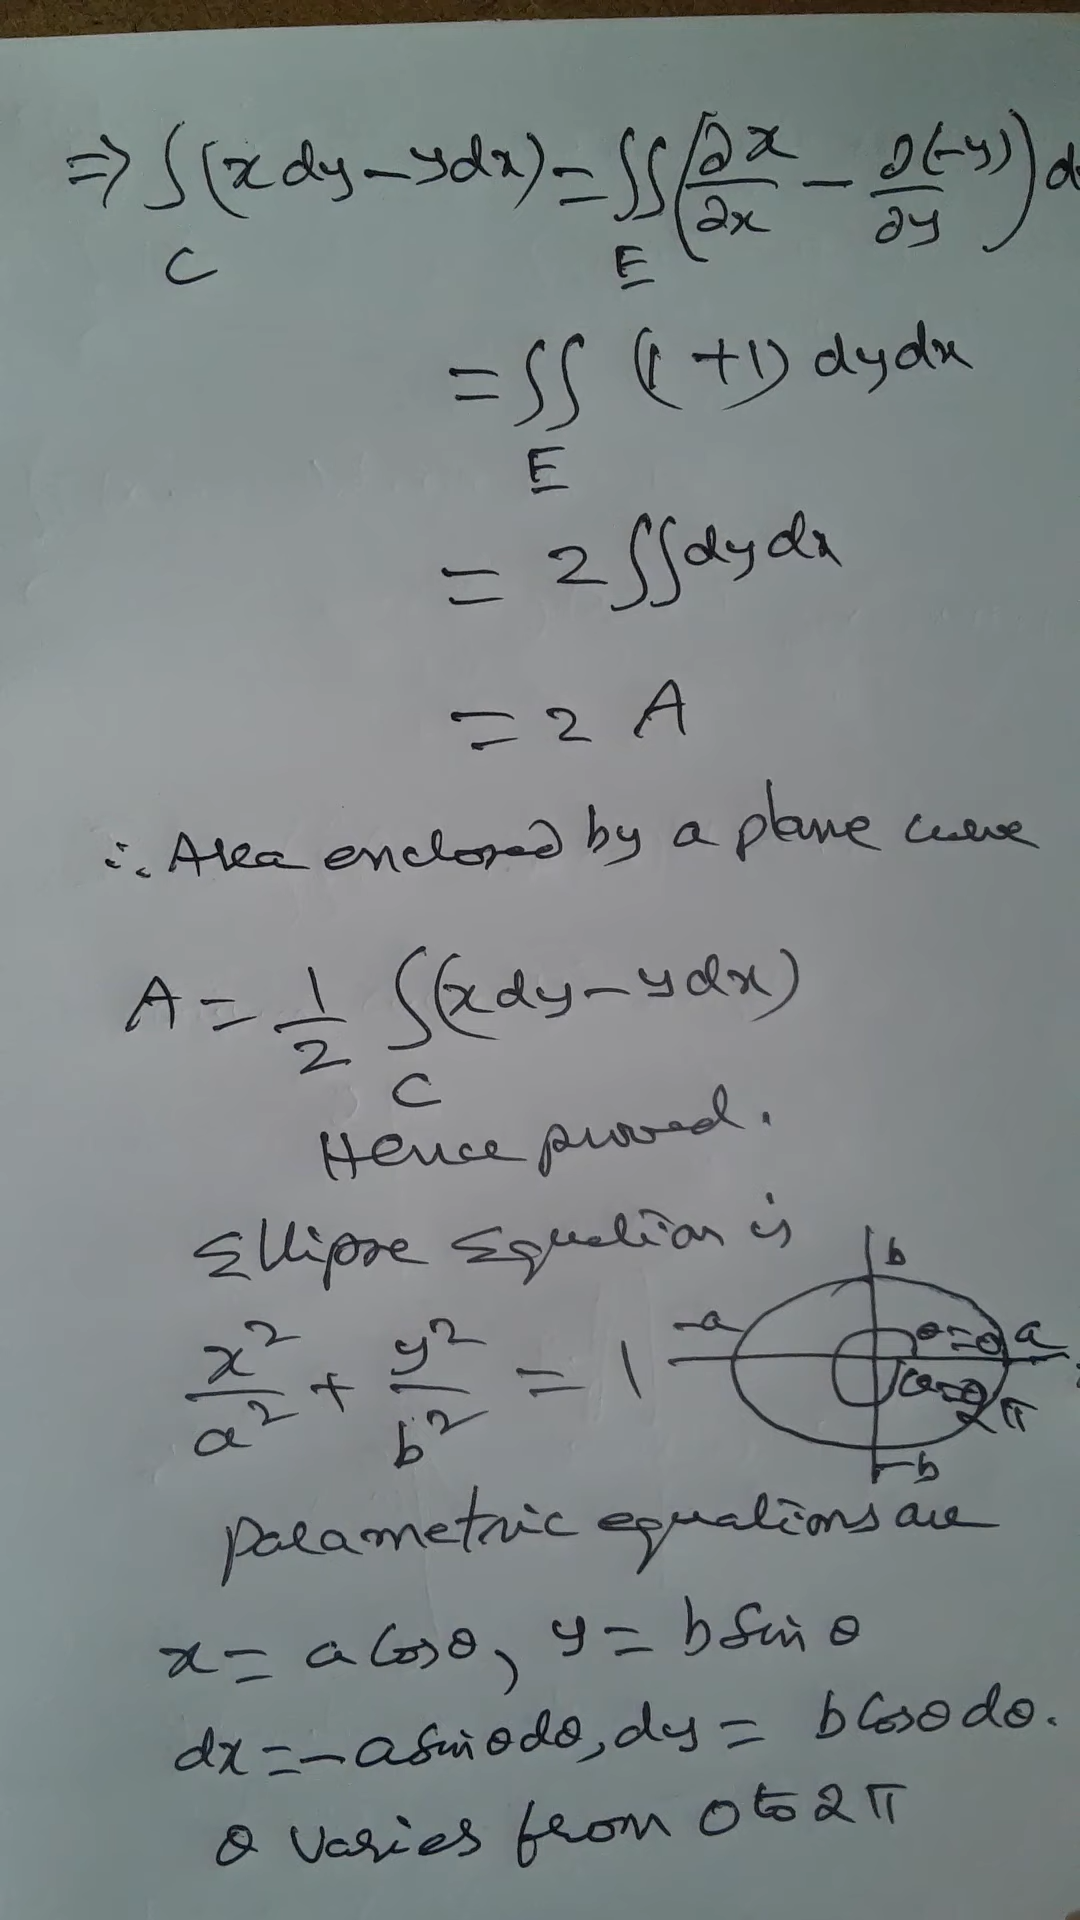 ⇒ ∫(x dy − y dx) = ∫∫(∂x/∂x − ∂(−y)/∂y) d
C E
= ∫∫ (1 + 1) dy dx
E
= 2 ∫∫ dy dx
= 2 A
∴ Area enclosed by a plane curve
A = 1/2 ∫(x dy − y dx)
C
Hence proved.
Ellipse Equation is
x²/a² + y²/b² = 1
b
−a θ=0 a
2π
−b
parametric equations are
x = a Cosθ, y = b Sin θ
dx = − a Sin θ dθ, dy = b Cosθ dθ.
θ varies from 0 to 2π